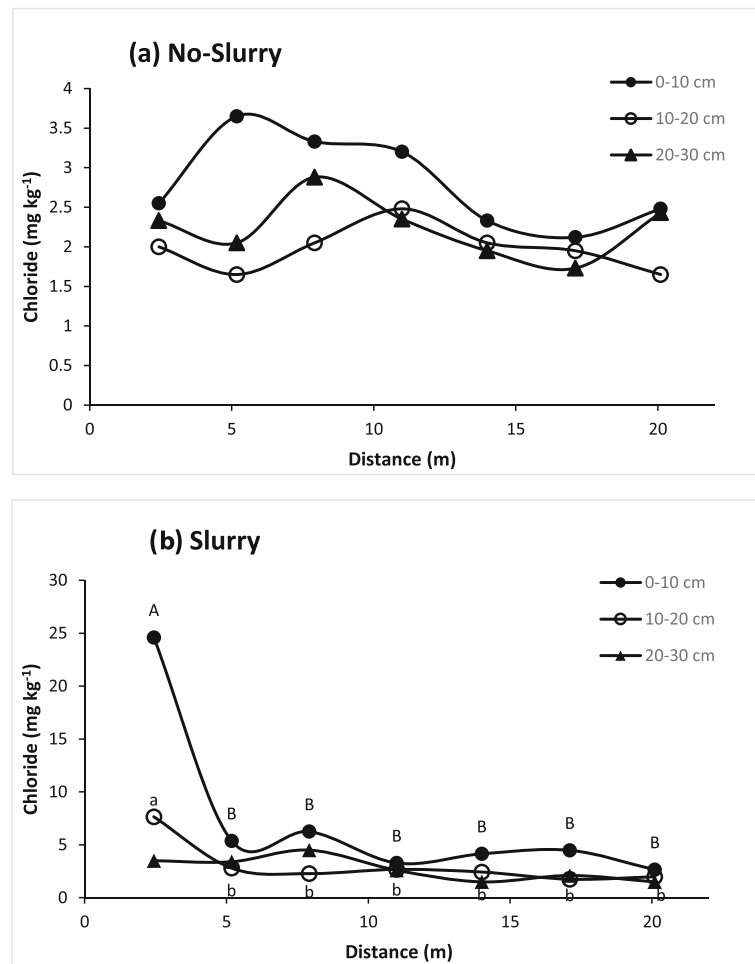 (a) No-Slurry
0-10 cm
10-20 cm
20-30 cm
4
3.5
3
2.5
2
1.5
1
0.5
0
Chloride (mg kg⁻¹)
0 5 10 15 20
Distance (m)
(b) Slurry
0-10 cm
10-20 cm
20-30 cm
30
25
20
15
10
5
0
Chloride (mg kg⁻¹)
A
B B B B B B
a
b b b b b b
0 5 10 15 20
Distance (m)